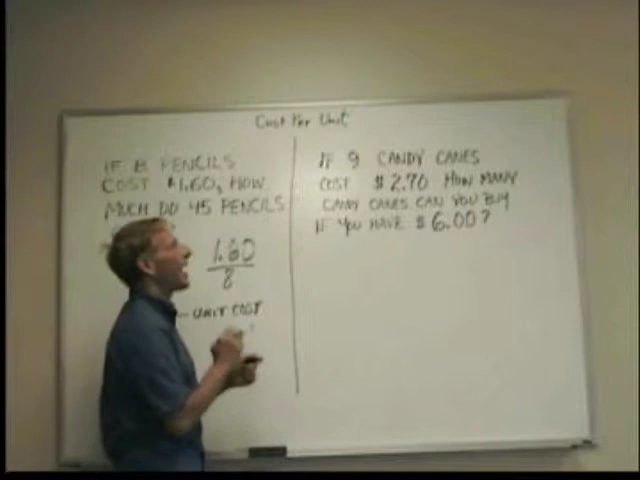 Cost Per Unit
IF 8 PENCILS
COST $1.60, HOW
MUCH DO 45 PENCILS
1.60
8
UNIT COST
IF 9 CANDY CANES
COST $2.70 HOW MANY
CANDY CANES CAN YOU BUY
IF YOU HAVE $6.00?